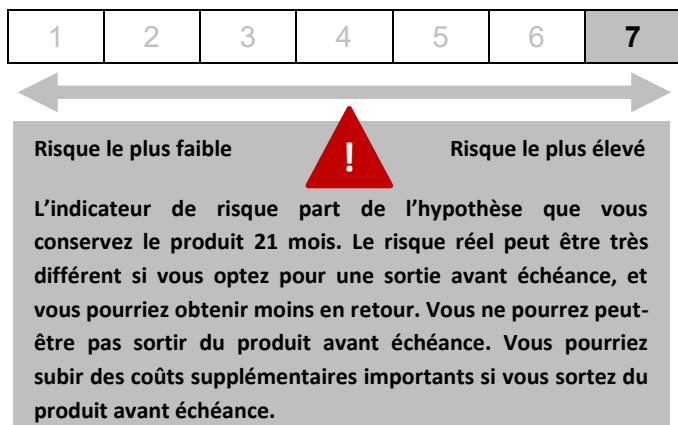 1 2 3 4 5 6 7
!
Risque le plus faible Risque le plus élevé
L’indicateur de risque part de l’hypothèse que vous
conservez le produit 21 mois. Le risque réel peut être très
différent si vous optez pour une sortie avant échéance, et
vous pourriez obtenir moins en retour. Vous ne pourrez peut-
être pas sortir du produit avant échéance. Vous pourriez
subir des coûts supplémentaires importants si vous sortez du
produit avant échéance.